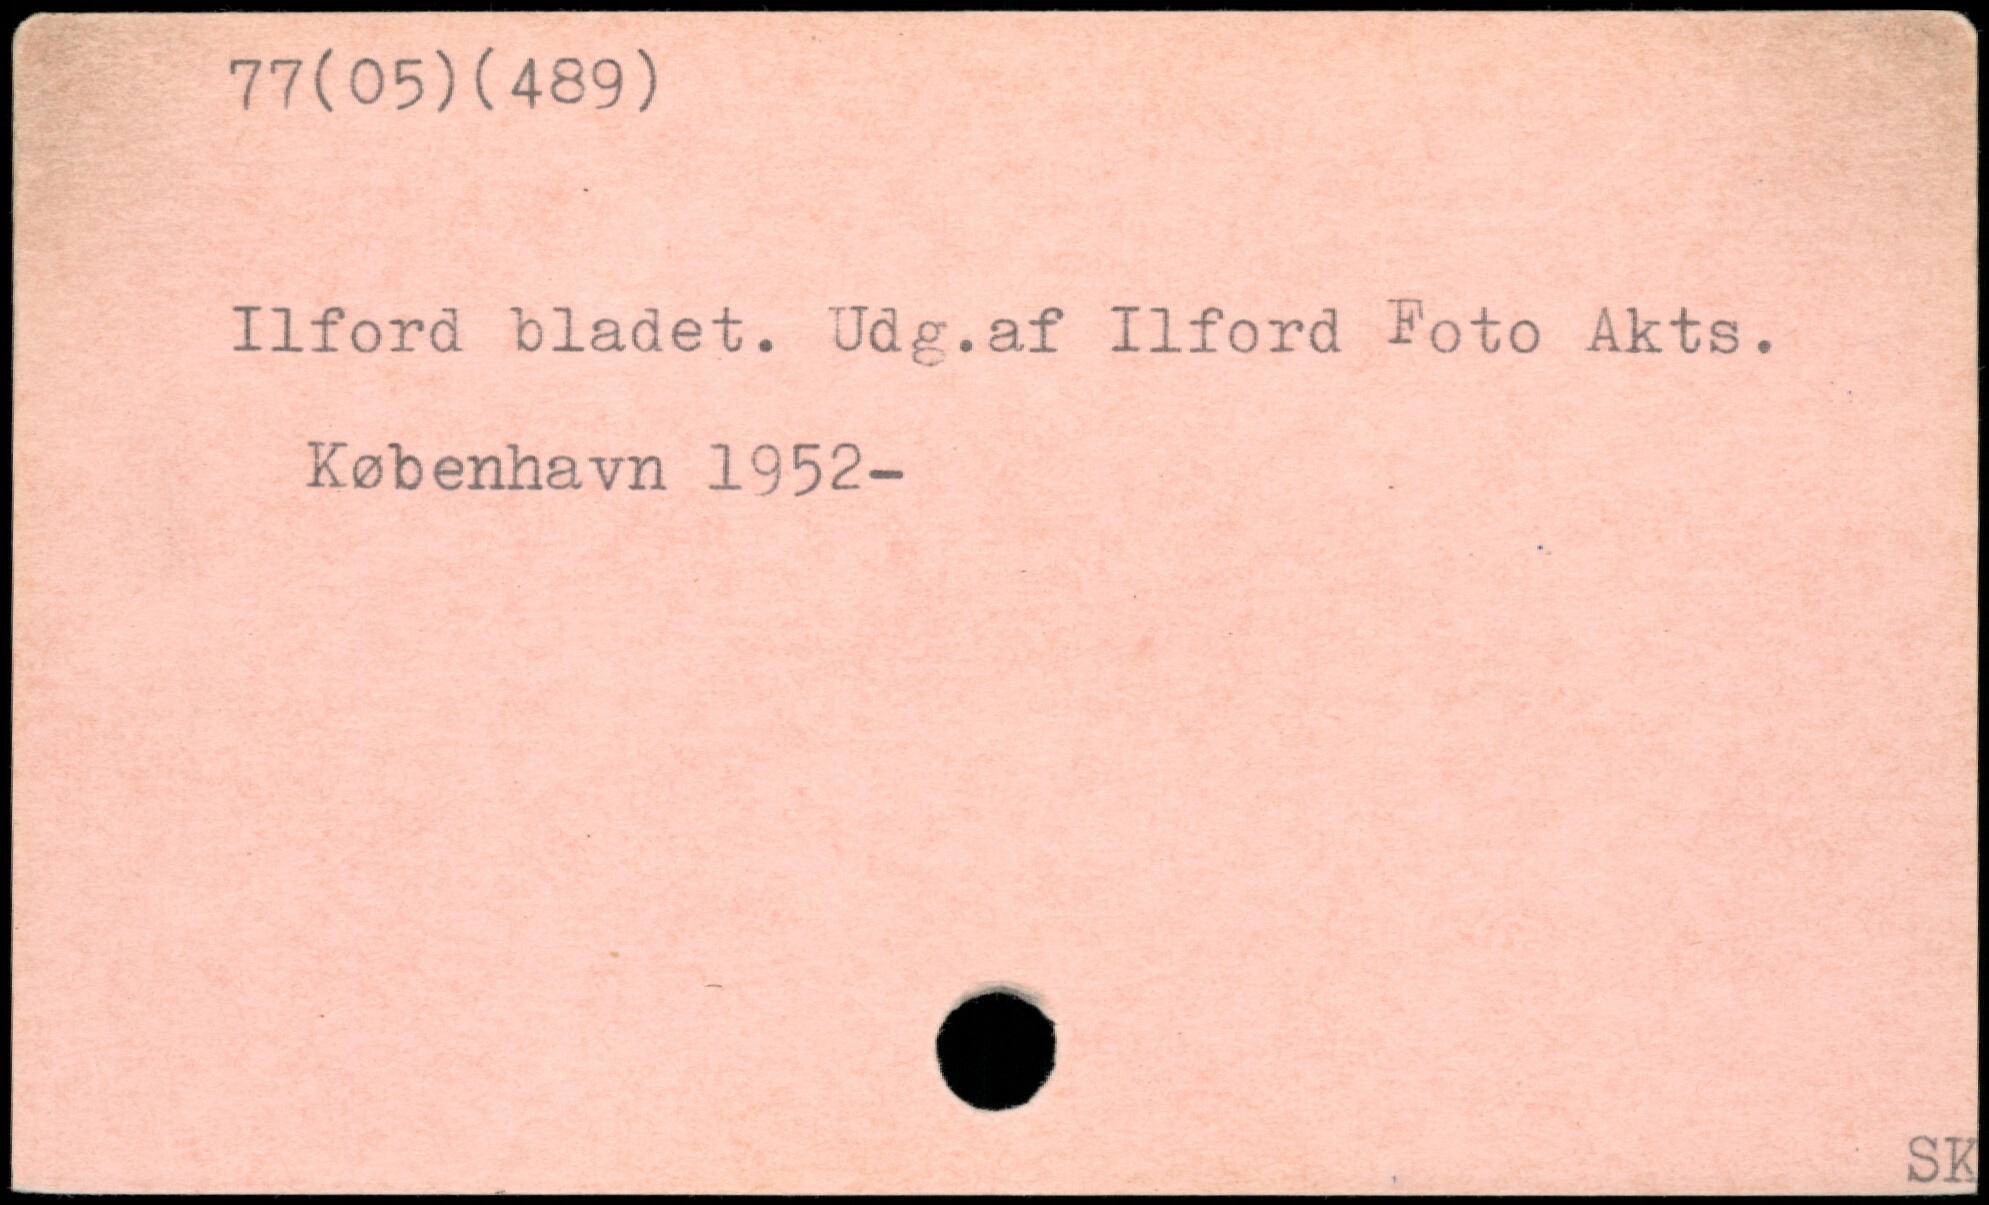 77(05)(489)
Ilford bladet. Udg.af Ilford Foto Akts.
København 1952-
SK